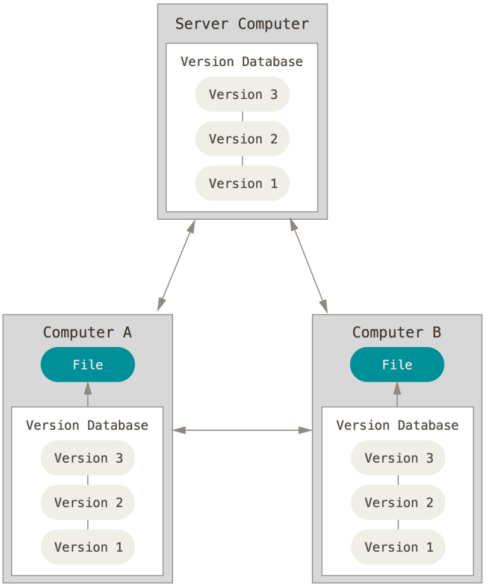 Server Computer
Version Database
Version 3
Version 2
Version 1
Computer A
File
Version Database
Version 3
Version 2
Version 1
Computer B
File
Version Database
Version 3
Version 2
Version 1